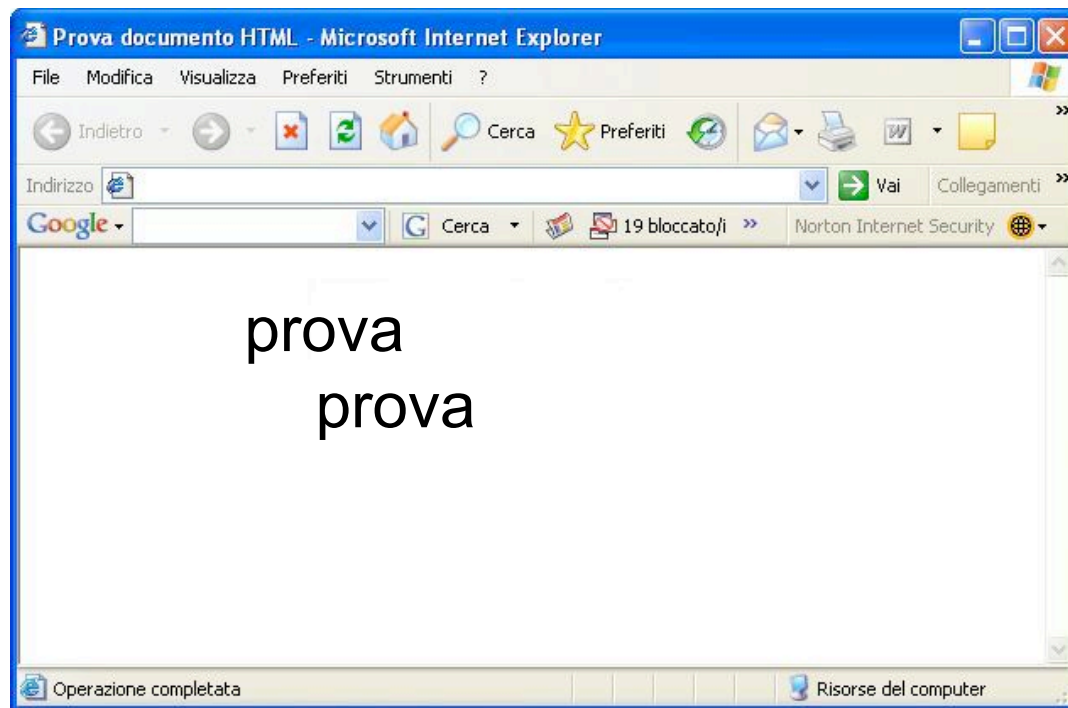 Prova documento HTML - Microsoft Internet Explorer
File Modifica Visualizza Preferiti Strumenti ?
Indietro Cerca Preferiti W »
Indirizzo Vai Collegamenti »
Google G Cerca 19 bloccato/i » Norton Internet Security
prova
prova
Operazione completata Risorse del computer